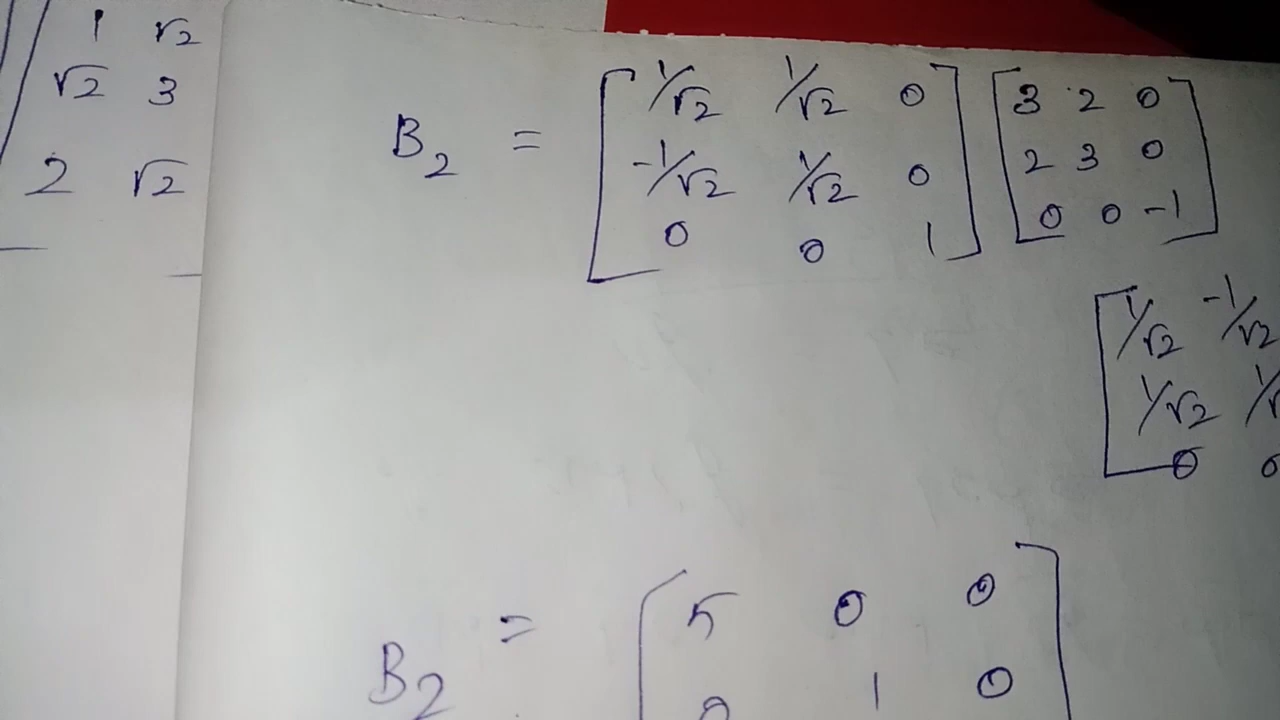 1 √2
√2 3
2 √2
B2 = [ 1/√2 1/√2 0 ] [ 3 2 0 ]
[ -1/√2 1/√2 0 ] [ 2 3 0 ]
[ 0 0 1 ] [ 0 0 -1 ]
[ 1/√2 -1/√2
[ 1/√2
[ 0 0
B2 = [ 5 0 0 ]
[ 0 1 0 ]